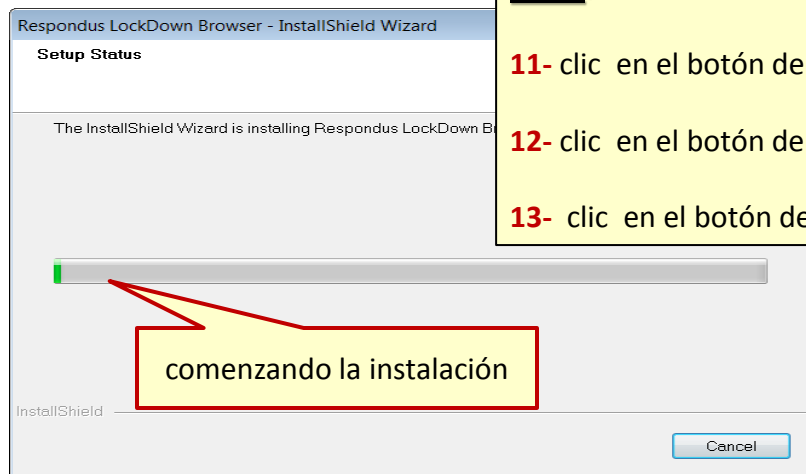 Respondus LockDown Browser - InstallShield Wizard
Setup Status
The InstallShield Wizard is installing Respondus LockDown
11- clic en el botón de
12- clic en el botón de
13- clic en el botón de
comenzando la instalación
InstallShield
Cancel